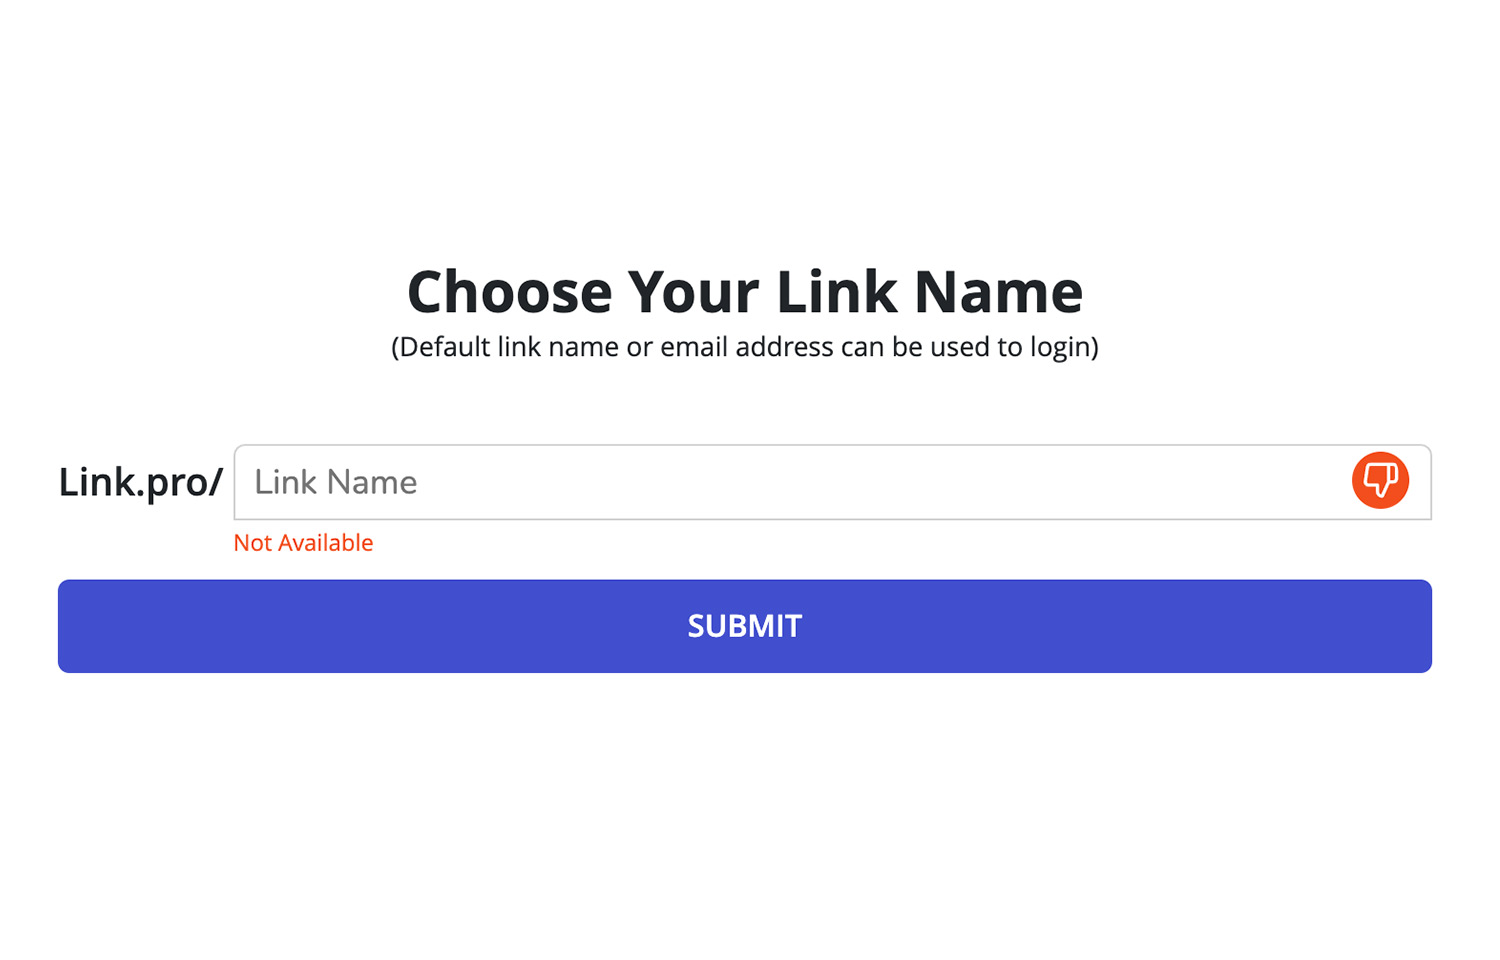 Choose Your Link Name
(Default link name or email address can be used to login)
Link.pro/ Link Name
Not Available
SUBMIT